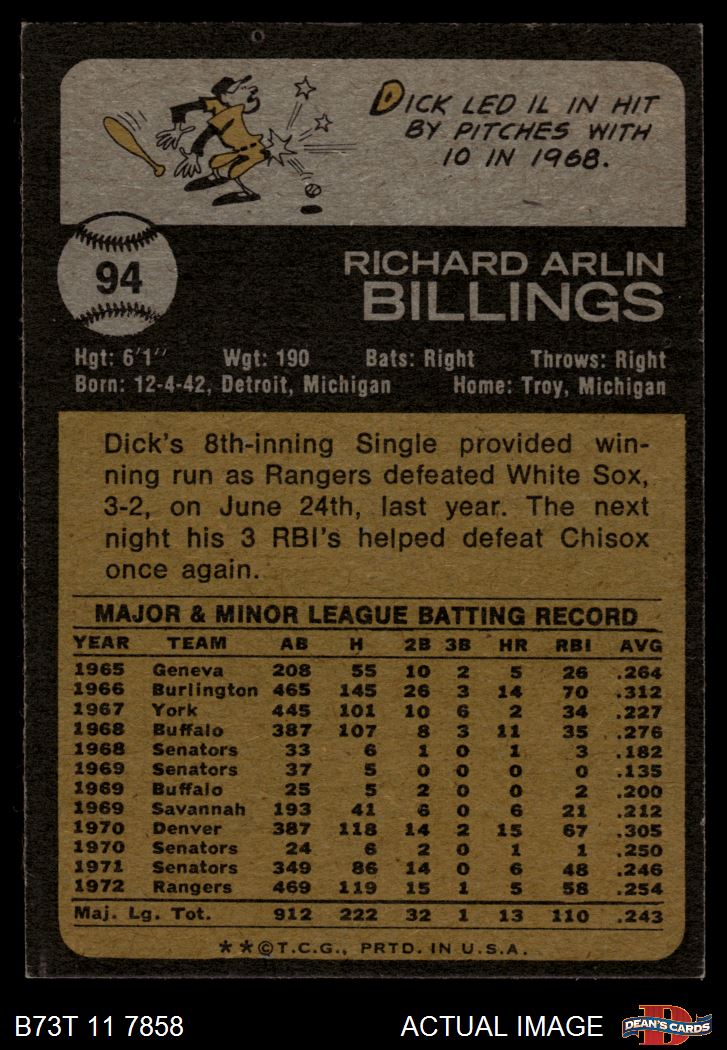 DICK LED IL IN HIT
BY PITCHES WITH
10 IN 1968.
94
RICHARD ARLIN
BILLINGS
Hgt: 6'1" Wgt: 190 Bats: Right Throws: Right
Born: 12-4-42, Detroit, Michigan Home: Troy, Michigan
Dick's 8th-inning Single provided win-
ning run as Rangers defeated White Sox,
3-2, on June 24th, last year. The next
night his 3 RBI's helped defeat Chisox
once again.
MAJOR & MINOR LEAGUE BATTING RECORD
YEAR TEAM AB H 2B 3B HR RBI AVG
1965 Geneva 208 55 10 2 5 26 .264
1966 Burlington 465 145 26 3 14 70 .312
1967 York 445 101 10 6 2 34 .227
1968 Buffalo 387 107 8 3 11 35 .276
1968 Senators 33 6 1 0 1 3 .182
1969 Senators 37 5 0 0 0 0 .135
1969 Buffalo 25 5 2 0 0 2 .200
1969 Savannah 193 41 6 0 6 21 .212
1970 Denver 387 118 14 2 15 67 .305
1970 Senators 24 6 2 0 1 1 .250
1971 Senators 349 86 14 0 6 48 .246
1972 Rangers 469 119 15 1 5 58 .254
Maj. Lg. Tot. 912 222 32 1 13 110 .243
**©T.C.G., PRTD. IN U.S.A.
B73T 11 7858 ACTUAL IMAGE
D
DEAN'S CARDS